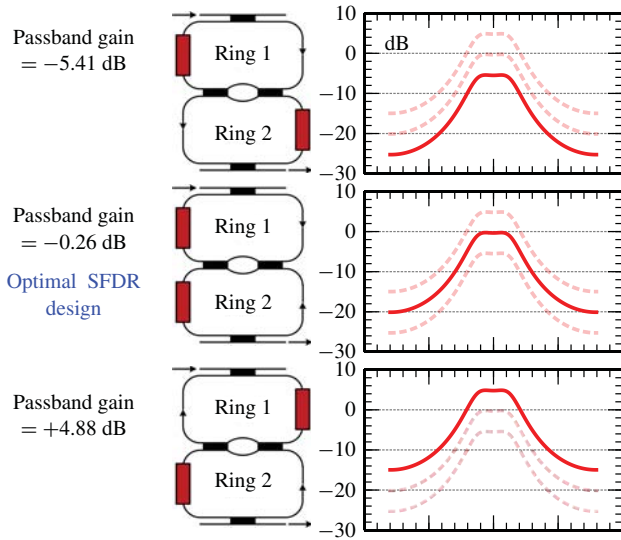 Passband gain
= −5.41 dB
Ring 1
Ring 2
10
dB
0
−10
−20
−30
Passband gain
= −0.26 dB
Optimal SFDR
design
Ring 1
Ring 2
10
0
−10
−20
−30
Passband gain
= +4.88 dB
Ring 1
Ring 2
0
−10
−20
−30